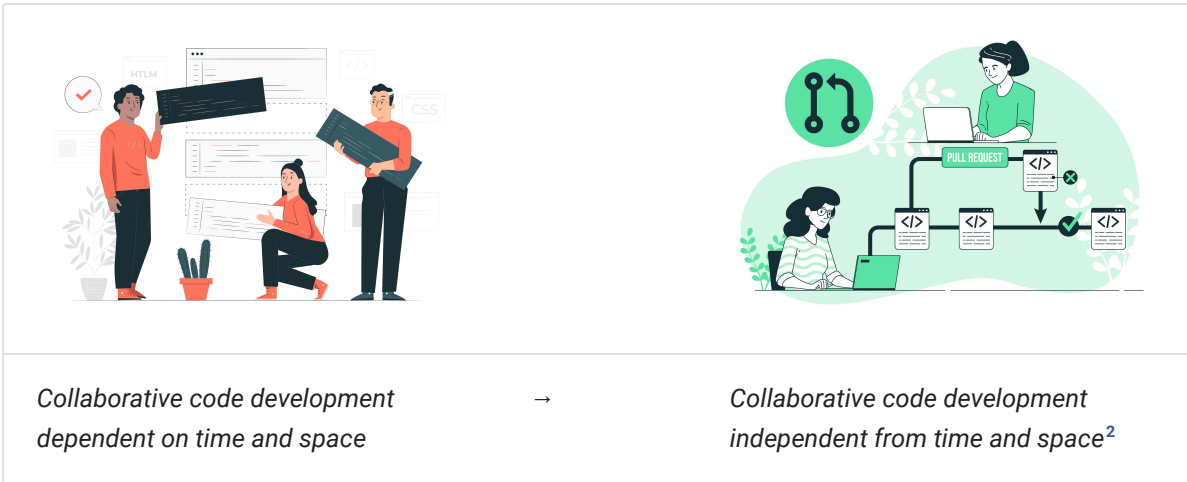 HTLM
</>
CSS
</>
PULL REQUEST
</>
</>
</>
</>
Collaborative code development
dependent on time and space
→
Collaborative code development
independent from time and space2